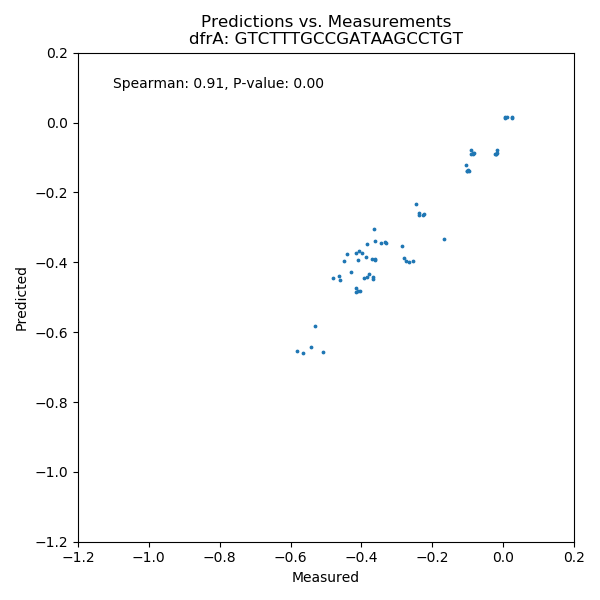 Predictions vs. Measurements
dfrA: GTCTTTGCCGATAAGCCTGT
Spearman: 0.91, P-value: 0.00
0.2
0.0
−0.2
−0.4
−0.6
−0.8
−1.0
−1.2
Predicted
−1.2 −1.0 −0.8 −0.6 −0.4 −0.2 0.0 0.2
Measured